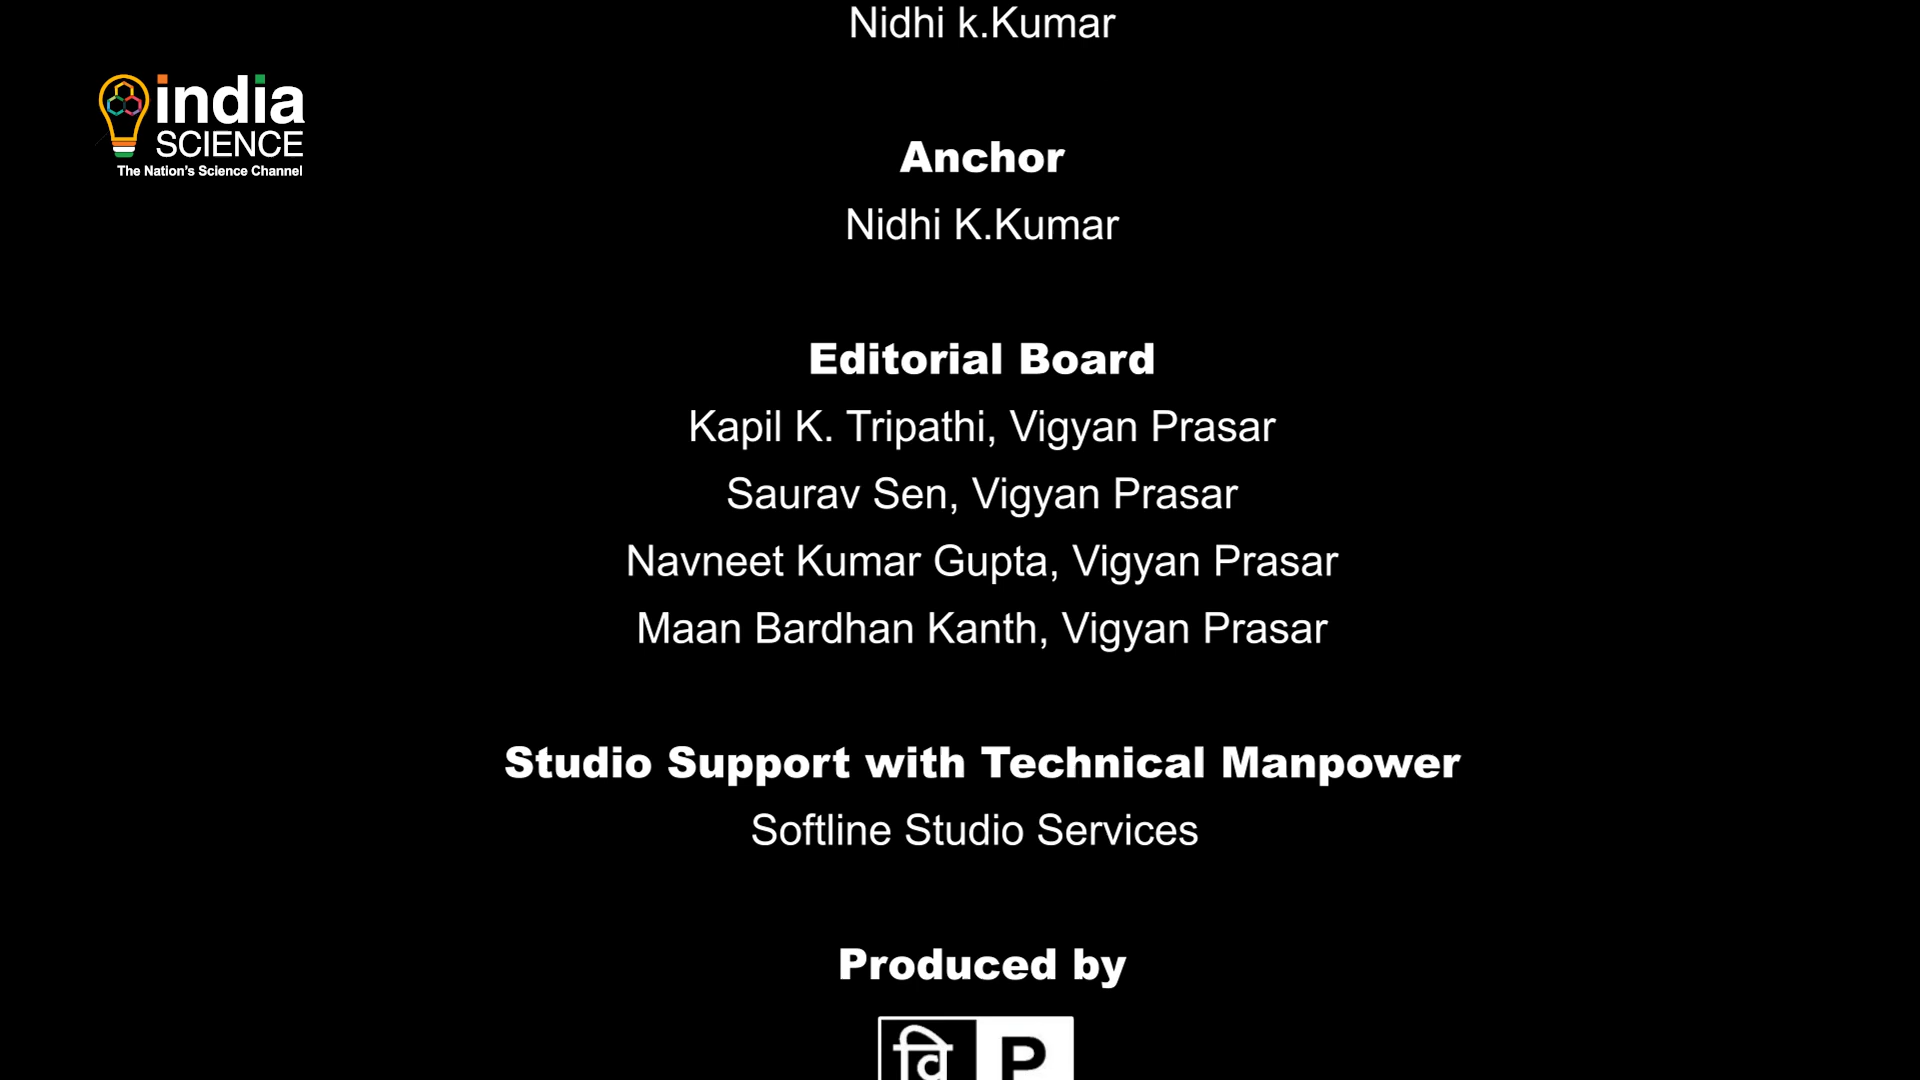 Nidhi k.Kumar
india
SCIENCE
The Nation's Science Channel
Anchor
Nidhi K.Kumar
Editorial Board
Kapil K. Tripathi, Vigyan Prasar
Saurav Sen, Vigyan Prasar
Navneet Kumar Gupta, Vigyan Prasar
Maan Bardhan Kanth, Vigyan Prasar
Studio Support with Technical Manpower
Softline Studio Services
Produced by
वि P